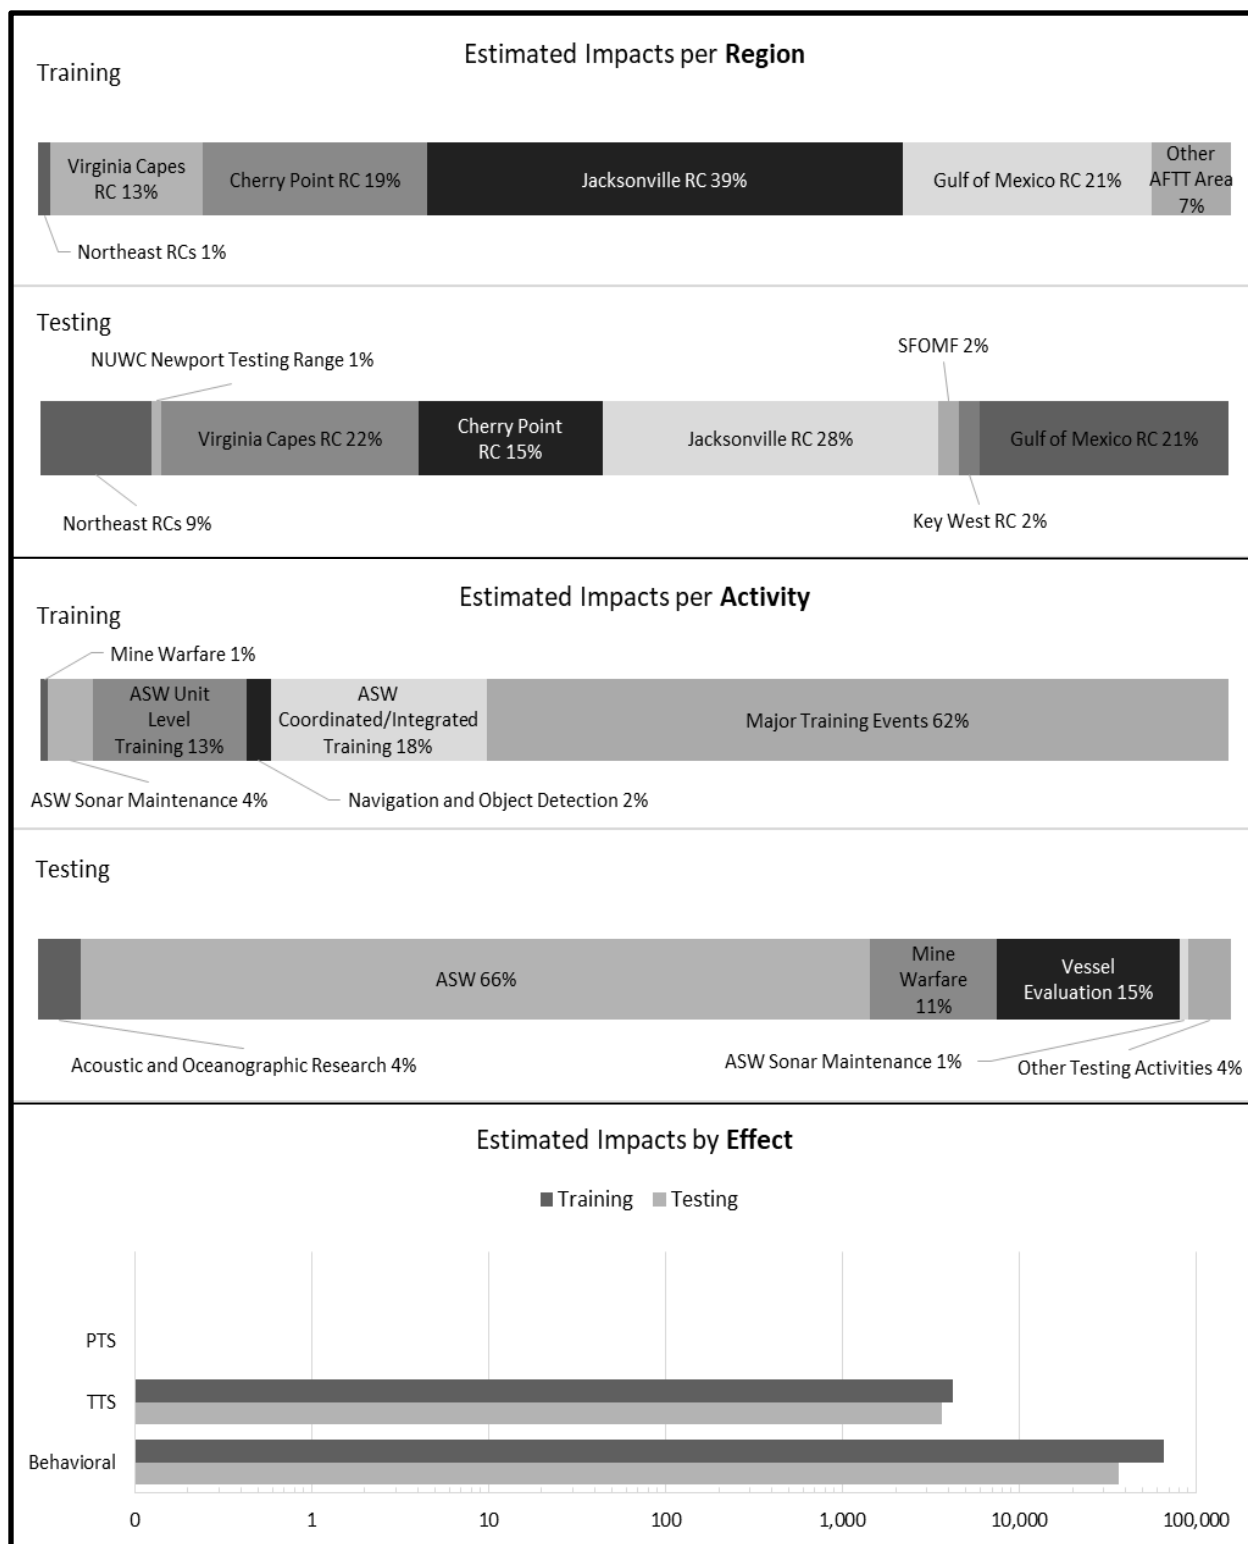 Estimated Impacts per Region
Training
Virginia Capes
RC 13%
Cherry Point RC 19%
Jacksonville RC 39%
Gulf of Mexico RC 21%
Other
AFTT Area
7%
Northeast RCs 1%
Testing
NUWC Newport Testing Range 1%
SFOMF 2%
Virginia Capes RC 22%
Cherry Point
RC 15%
Jacksonville RC 28%
Gulf of Mexico RC 21%
Northeast RCs 9%
Key West RC 2%
Estimated Impacts per Activity
Training
Mine Warfare 1%
ASW Unit
Level
Training 13%
ASW
Coordinated/Integrated
Training 18%
Major Training Events 62%
ASW Sonar Maintenance 4%
Navigation and Object Detection 2%
Testing
ASW 66%
Mine
Warfare
11%
Vessel
Evaluation 15%
Acoustic and Oceanographic Research 4%
ASW Sonar Maintenance 1%
Other Testing Activities 4%
Estimated Impacts by Effect
Training Testing
PTS
TTS
Behavioral
0 1 10 100 1,000 10,000 100,000